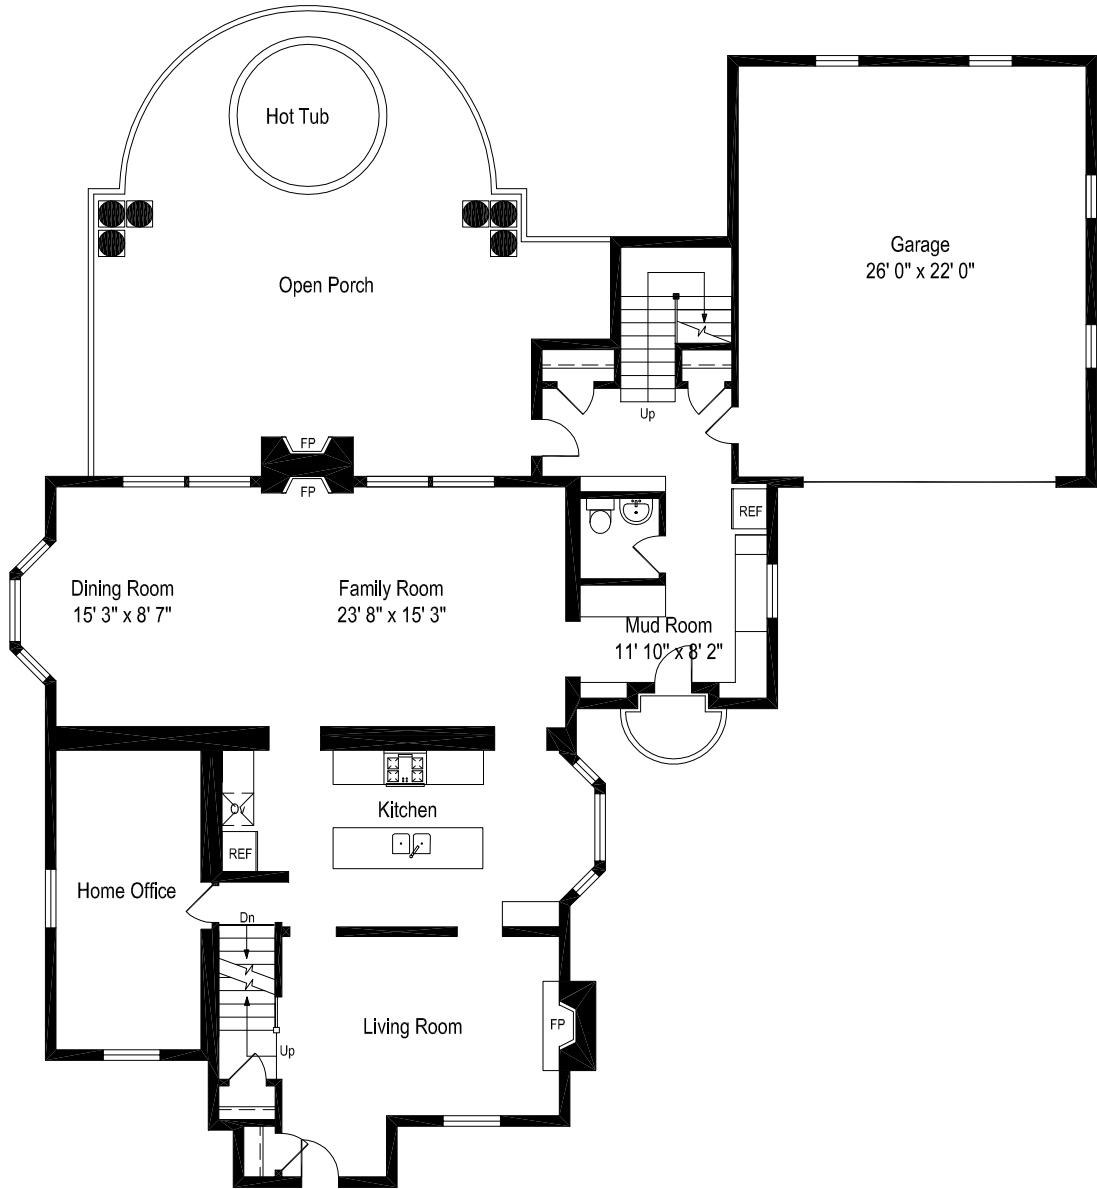 Hot Tub
Garage
26' 0" x 22' 0"
Open Porch
Up
FP
FP
REF
Dining Room
15' 3" x 8' 7"
Family Room
23' 8" x 15' 3"
Mud Room
11' 10" x 8' 2"
Ov
Kitchen
REF
Home Office
Dn
Living Room
FP
Up